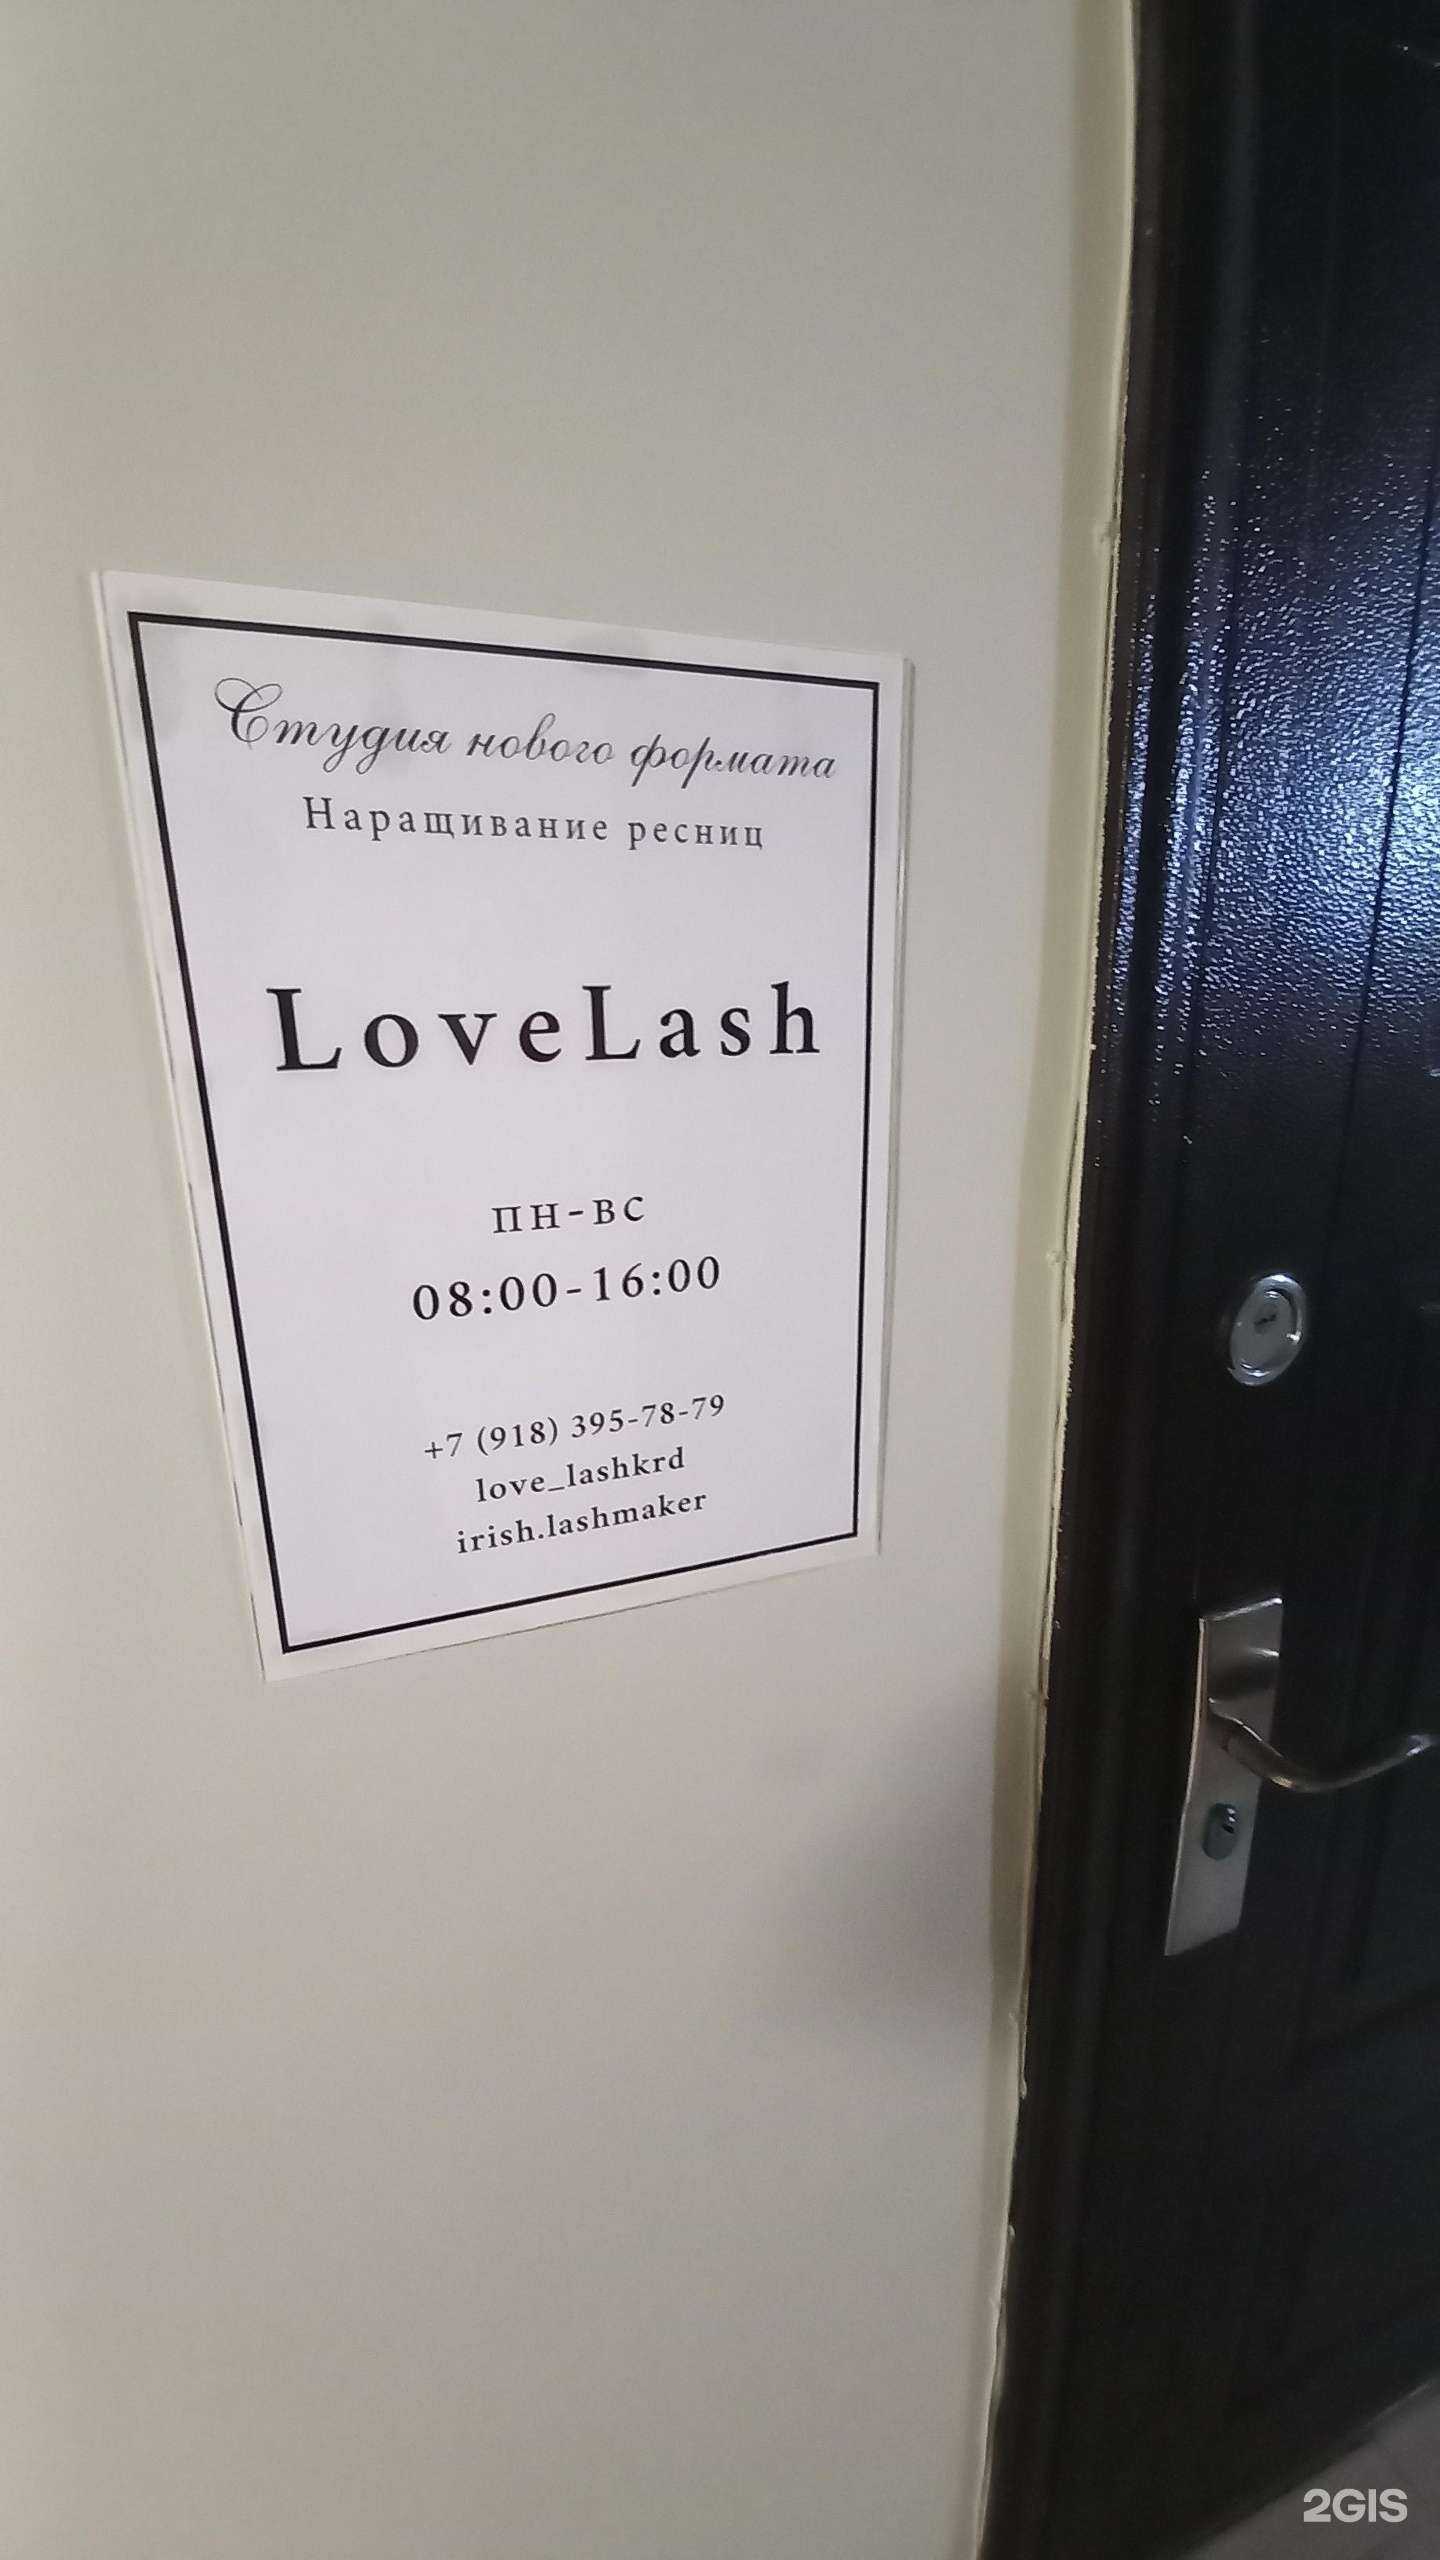 Студия нового формата
Наращивание ресниц
LoveLash
ПН-ВС
08:00-16:00
+7 (918) 395-78-79
love_lashkrd
irish.lashmaker
2GIS